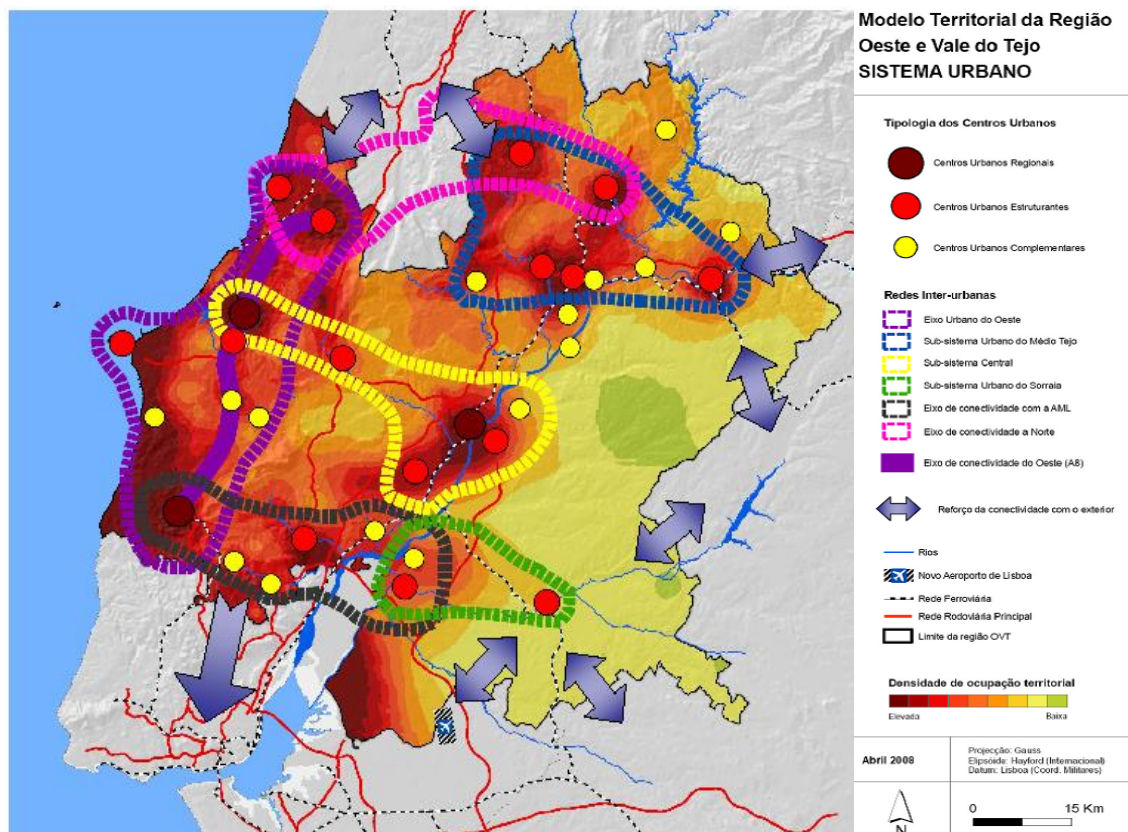 Modelo Territorial da Região
Oeste e Vale do Tejo
SISTEMA URBANO
Tipologia dos Centros Urbanos
Centros Urbanos Regionais
Centros Urbanos Estruturantes
Centros Urbanos Complementares
Redes Inter-urbanas
Eixo Urbano do Oeste
Sub-sistema Urbano do Médio Tejo
Sub-sistema Central
Sub-sistema Urbano do Sorraia
Eixo de conectividade com a AML
Eixo de conectividade a Norte
Eixo de conectividade do Oeste (A8)
Reforço da conectividade com o exterior
Rios
Novo Aeroporto de Lisboa
Rede Ferroviária
Rede Rodoviária Principal
Limite da região OVT
Densidade de ocupação territorial
Elevada
Baixa
Abril 2008
Projecção: Gauss
Elipsóide: Hayford (Internacional)
Datum: Lisboa (Coord. Militares)
0
15 Km
N